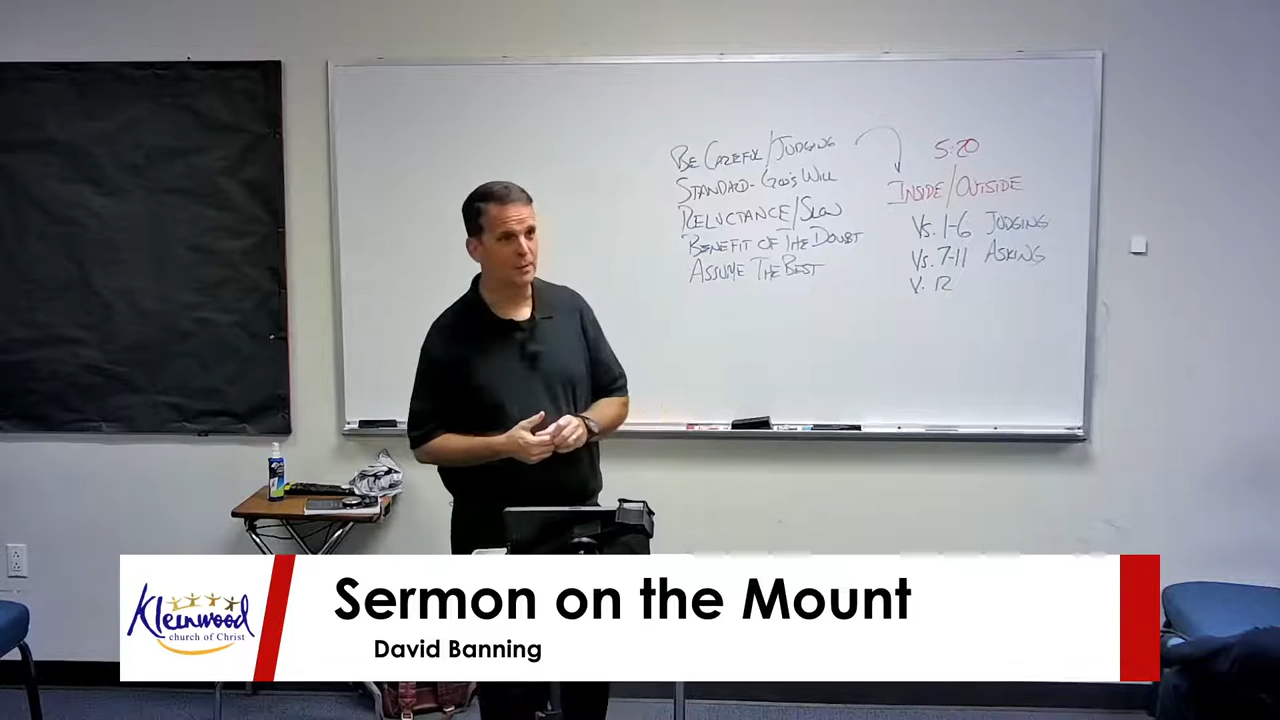 BE CAREFUL/JUDGING
STANDARD-GOD'S WILL
RELUCTANCE/SLOW
BENEFIT OF THE DOUBT
ASSUME THE BEST
5:20
INSIDE/OUTSIDE
VS. 1-6 JUDGING
VS. 7-11 ASKING
V. 12
Kleinwood
church of Christ
Sermon on the Mount
David Banning